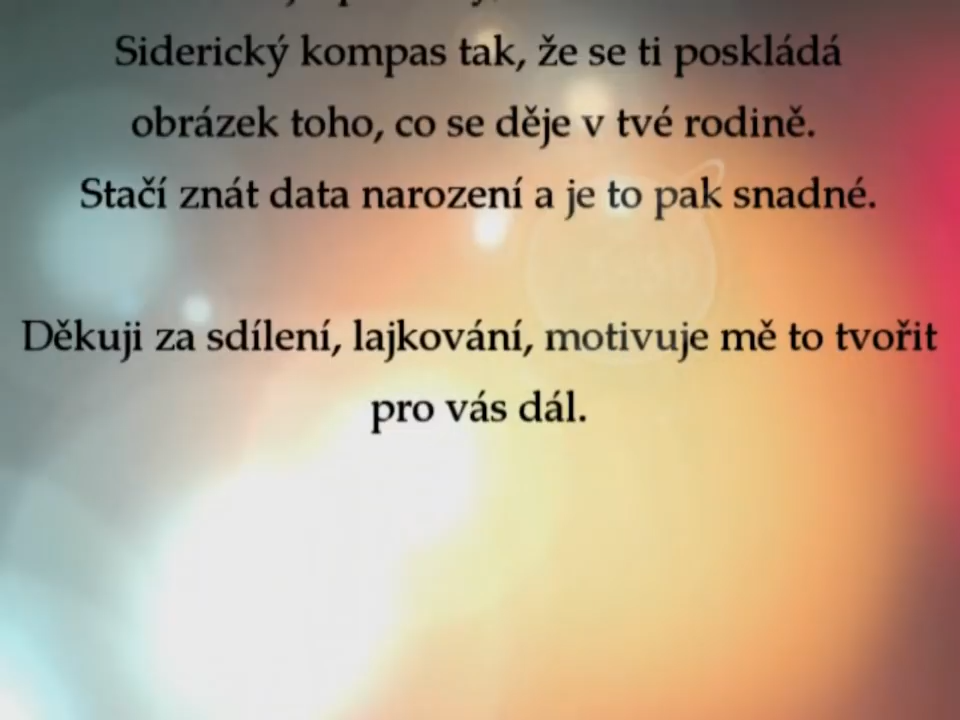 Siderický kompas tak, že se ti poskládá
obrázek toho, co se děje v tvé rodině.
Stačí znát data narození a je to pak snadné.
Děkuji za sdílení, lajkování, motivuje mě to tvořit
pro vás dál.